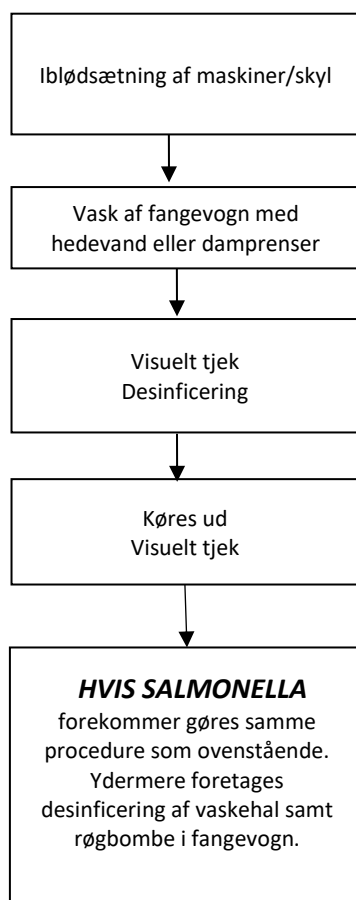 Iblødsætning af maskiner/skyl
Vask af fangevogn med
hedevand eller damprenser
Visuelt tjek
Desinficering
Køres ud
Visuelt tjek
HVIS SALMONELLA
forekommer gøres samme
procedure som ovenstående.
Ydermere foretages
desinficering af vaskehal samt
røgbombe i fangevogn.